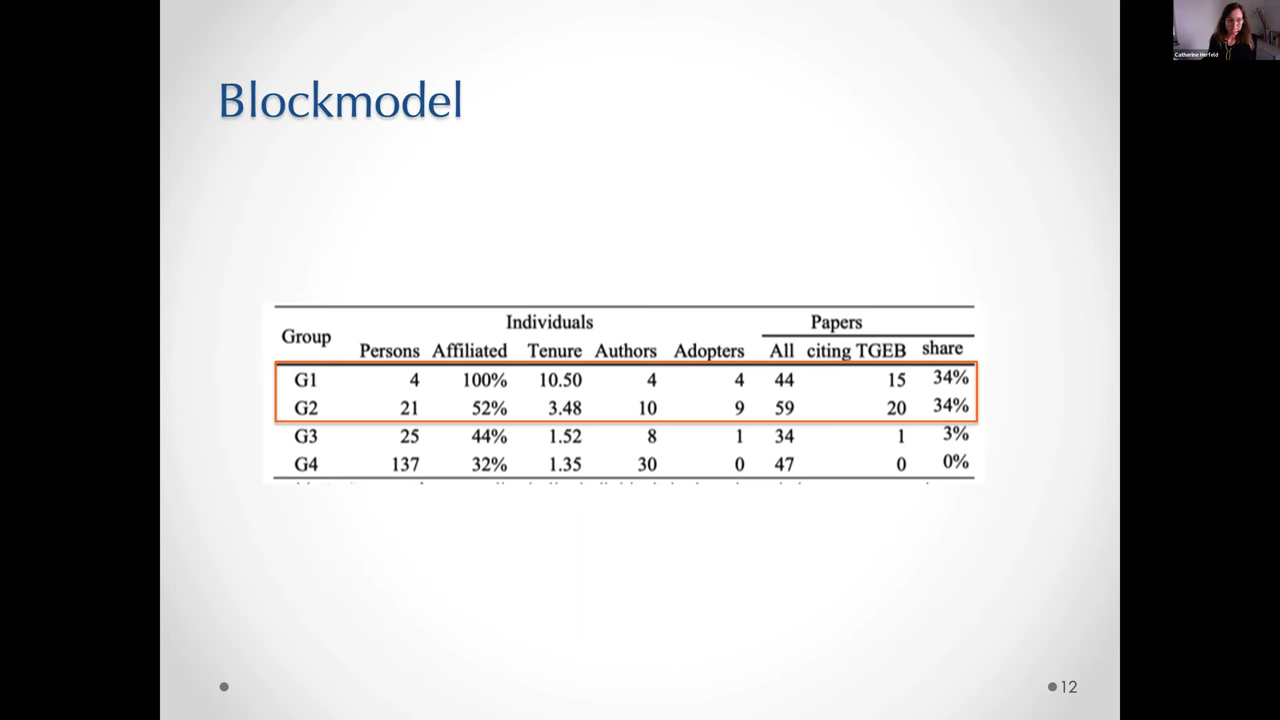 Catherine Herfeld
Blockmodel
Individuals Papers
Group
Persons Affiliated Tenure Authors Adopters All citing TGEB share
G1 4 100% 10.50 4 4 44 15 34%
G2 21 52% 3.48 10 9 59 20 34%
G3 25 44% 1.52 8 1 34 1 3%
G4 137 32% 1.35 30 0 47 0 0%
12